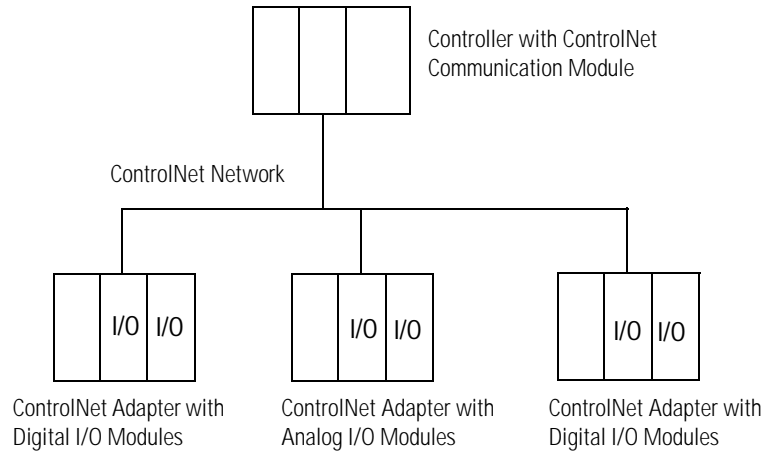 Controller with ControlNet
Communication Module
ControlNet Network
I/O I/O
I/O I/O
I/O I/O
ControlNet Adapter with
Digital I/O Modules
ControlNet Adapter with
Analog I/O Modules
ControlNet Adapter with
Digital I/O Modules